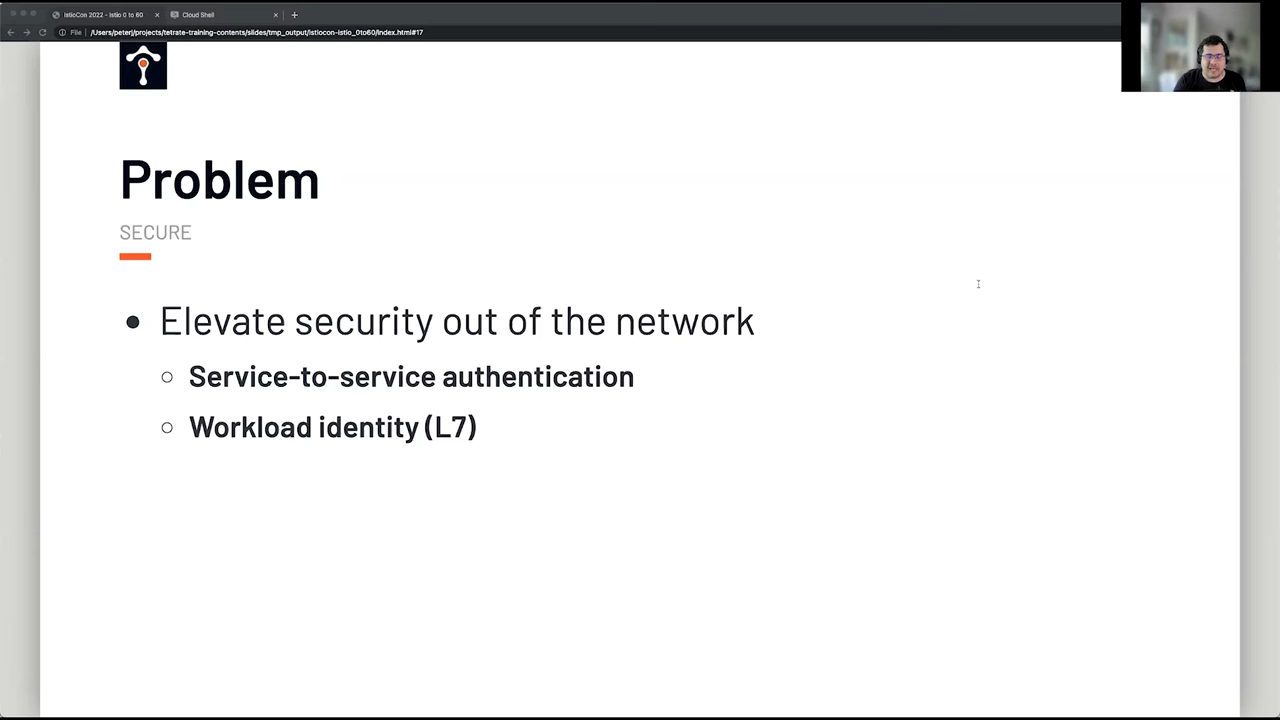 IstioCon 2022 - Istio 0 to 60
Cloud Shell
File
/Users/peterj/projects/tetrate-training-contents/slides/tmp_output/istiocon-istio_0to60/index.html#17
Problem
SECURE
Elevate security out of the network
Service-to-service authentication
Workload identity (L7)